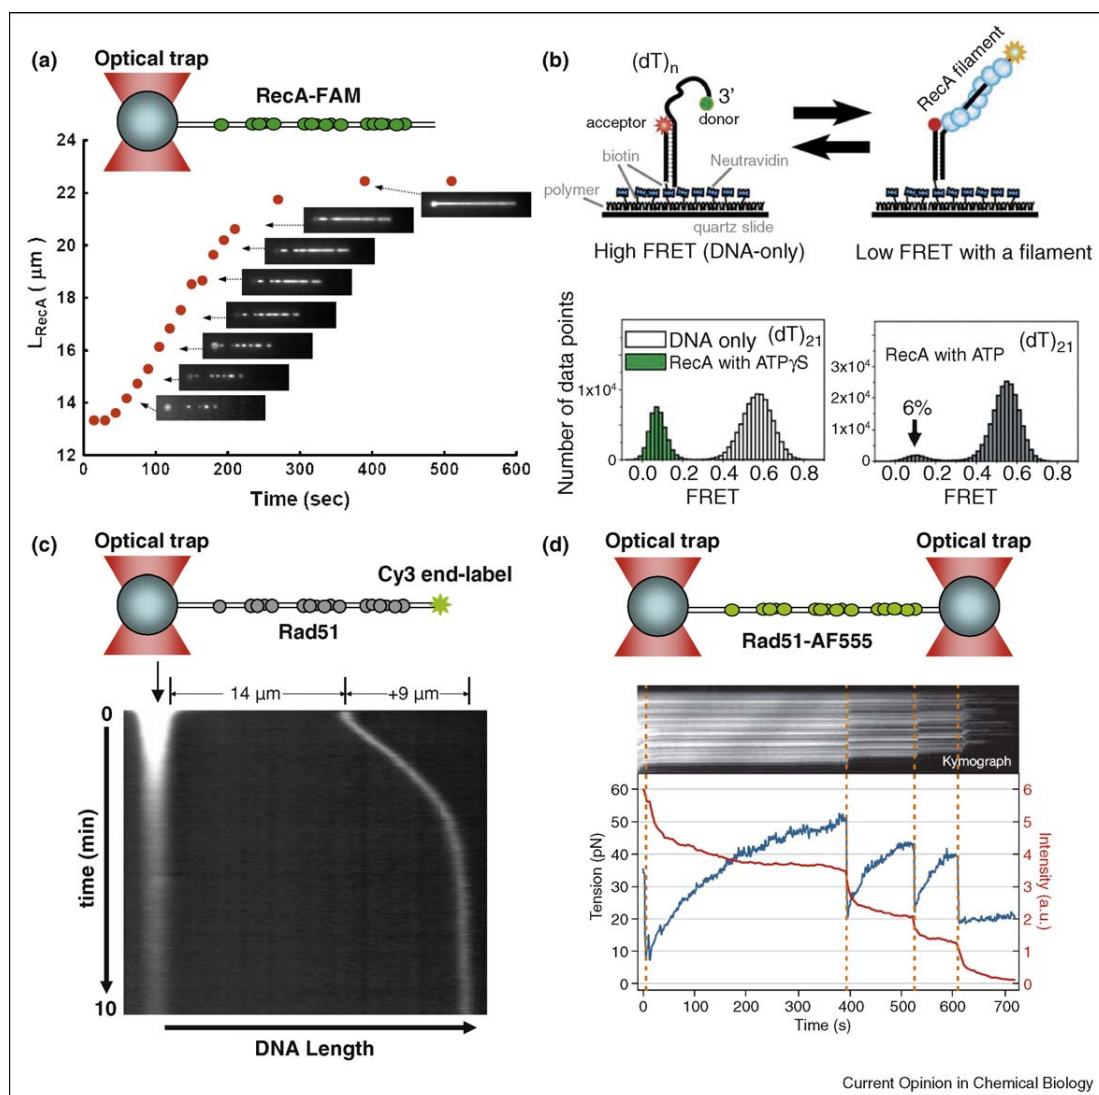 (a)
Optical trap
RecA-FAM
24
22
20
18
16
14
12
L_RecA ( μm)
0 100 200 300 400 500 600
Time (sec)
(b)
(dT)n
3'
donor
acceptor
biotin
Neutravidin
polymer
quartz slide
High FRET (DNA-only)
RecA filament
Low FRET with a filament
Number of data points
DNA only
(dT)21
RecA with ATPγS
1x10^4
0
0.0 0.2 0.4 0.6 0.8
FRET
RecA with ATP
(dT)21
3x10^4
2x10^4
1x10^4
0
6%
0.0 0.2 0.4 0.6 0.8
FRET
(c)
Optical trap
Cy3 end-label
Rad51
14 μm
+9 μm
0
time (min)
10
DNA Length
(d)
Optical trap
Optical trap
Rad51-AF555
Kymograph
60
50
40
30
20
10
0
Tension (pN)
6
5
4
3
2
1
0
Intensity (a.u.)
0 100 200 300 400 500 600 700
Time (s)
Current Opinion in Chemical Biology